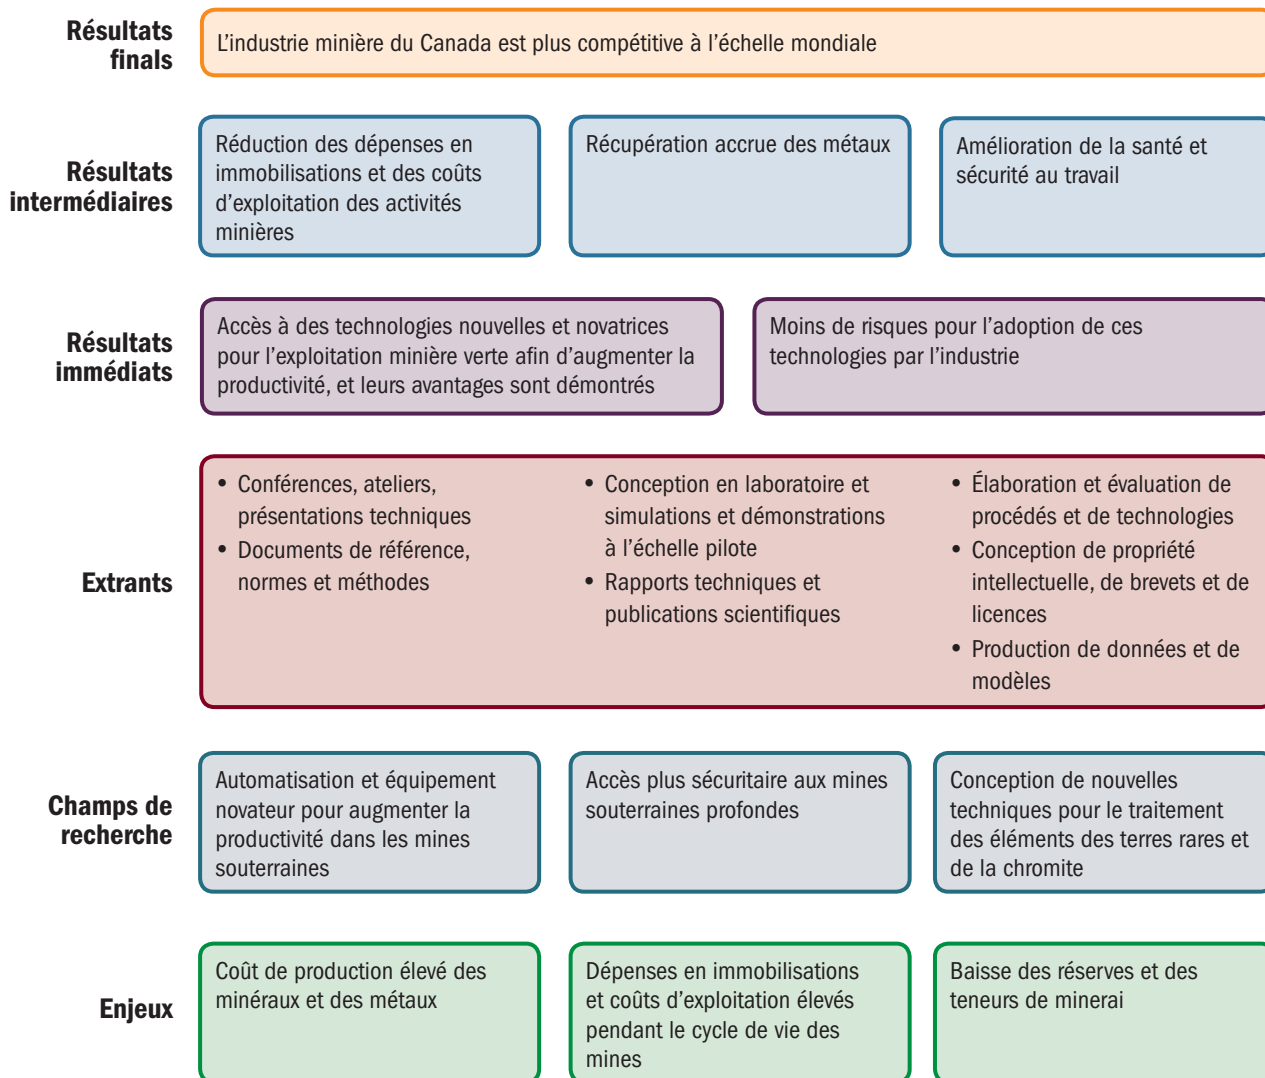 Résultats
finals
L’industrie minière du Canada est plus compétitive à l’échelle mondiale
Résultats
intermédiaires
Réduction des dépenses en
immobilisations et des coûts
d’exploitation des activités
minières
Récupération accrue des métaux
Amélioration de la santé et
sécurité au travail
Résultats
immédiats
Accès à des technologies nouvelles et novatrices
pour l’exploitation minière verte afin d’augmenter la
productivité, et leurs avantages sont démontrés
Moins de risques pour l’adoption de ces
technologies par l’industrie
Extrants
• Conférences, ateliers,
présentations techniques
• Documents de référence,
normes et méthodes
• Conception en laboratoire et
simulations et démonstrations
à l’échelle pilote
• Rapports techniques et
publications scientifiques
• Élaboration et évaluation de
procédés et de technologies
• Conception de propriété
intellectuelle, de brevets et de
licences
• Production de données et de
modèles
Champs de
recherche
Automatisation et équipement
novateur pour augmenter la
productivité dans les mines
souterraines
Accès plus sécuritaire aux mines
souterraines profondes
Conception de nouvelles
techniques pour le traitement
des éléments des terres rares et
de la chromite
Enjeux
Coût de production élevé des
minéraux et des métaux
Dépenses en immobilisations
et coûts d’exploitation élevés
pendant le cycle de vie des
mines
Baisse des réserves et des
teneurs de minerai